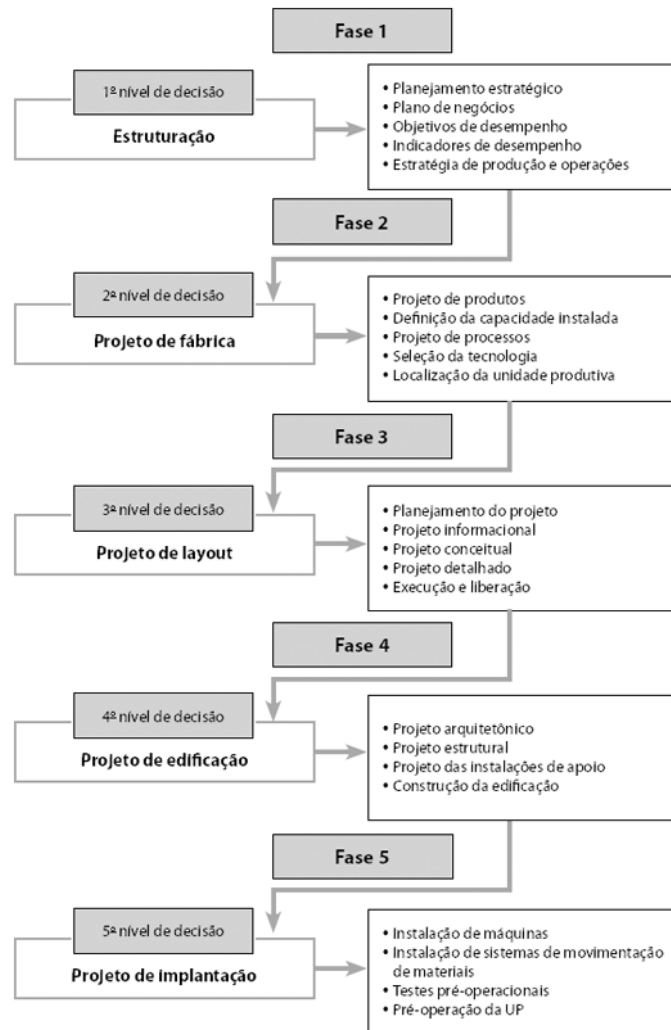 Fase 1
1º nível de decisão
Estruturação
• Planejamento estratégico
• Plano de negócios
• Objetivos de desempenho
• Indicadores de desempenho
• Estratégia de produção e operações
Fase 2
2º nível de decisão
Projeto de fábrica
• Projeto de produtos
• Definição da capacidade instalada
• Projeto de processos
• Seleção da tecnologia
• Localização da unidade produtiva
Fase 3
3º nível de decisão
Projeto de layout
• Planejamento do projeto
• Projeto informacional
• Projeto conceitual
• Projeto detalhado
• Execução e liberação
Fase 4
4º nível de decisão
Projeto de edificação
• Projeto arquitetônico
• Projeto estrutural
• Projeto das instalações de apoio
• Construção da edificação
Fase 5
5º nível de decisão
Projeto de implantação
• Instalação de máquinas
• Instalação de sistemas de movimentação
de materiais
• Testes pré-operacionais
• Pré-operação da UP